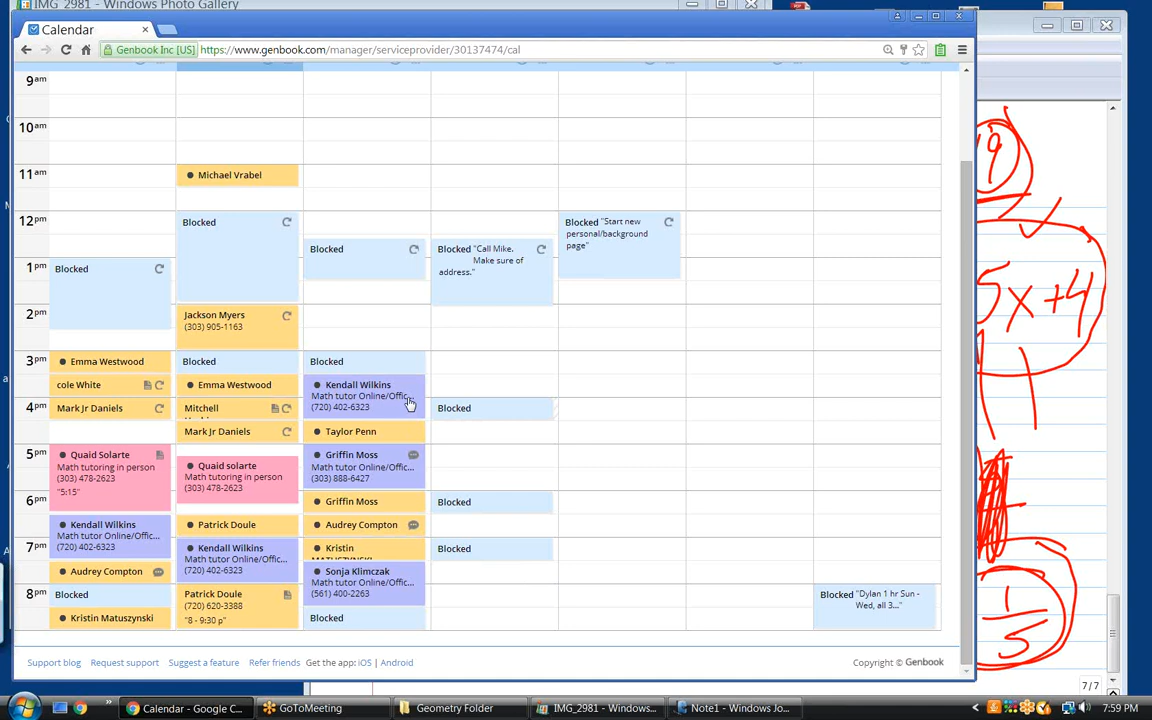 IMG_2981 - Windows Photo Gallery
Calendar
Genbook Inc [US] https://www.genbook.com/manager/serviceprovider/30137474/cal
9am
10am
11am
Michael Vrabel
12pm
Blocked
Blocked "Start new
personal/background
page"
Blocked
Blocked "Call Mike.
Make sure of
address."
1pm
Blocked
2pm
Jackson Myers
(303) 905-1163
3pm
Emma Westwood
Blocked
Blocked
cole White
Emma Westwood
Kendall Wilkins
Math tutor Online/Offic...
(720) 402-6323
4pm
Mark Jr Daniels
Mitchell
Blocked
Mark Jr Daniels
Taylor Penn
5pm
Quaid Solarte
Math tutoring in person
(303) 478-2623
"5:15"
Quaid solarte
Math tutoring in person
(303) 478-2623
Griffin Moss
Math tutor Online/Offic...
(303) 888-6427
6pm
Griffin Moss
Blocked
Kendall Wilkins
Math tutor Online/Offic...
(720) 402-6323
Patrick Doule
Audrey Compton
7pm
Kendall Wilkins
Math tutor Online/Offic...
(720) 402-6323
Kristin
MATUSZYNSKI
Blocked
Audrey Compton
Sonja Klimczak
Math tutor Online/Offic...
(561) 400-2263
8pm
Blocked
Patrick Doule
(720) 620-3388
"8 - 9:30 p"
Blocked "Dylan 1 hr Sun -
Wed, all 3..."
Kristin Matuszynski
Blocked
Support blog Request support Suggest a feature Refer friends Get the app: iOS | Android
Copyright © Genbook
9
5x+4
1
5
7/7
Calendar - Google C...
GoToMeeting
Geometry Folder
IMG_2981 - Windows...
Note1 - Windows Jo...
7:59 PM